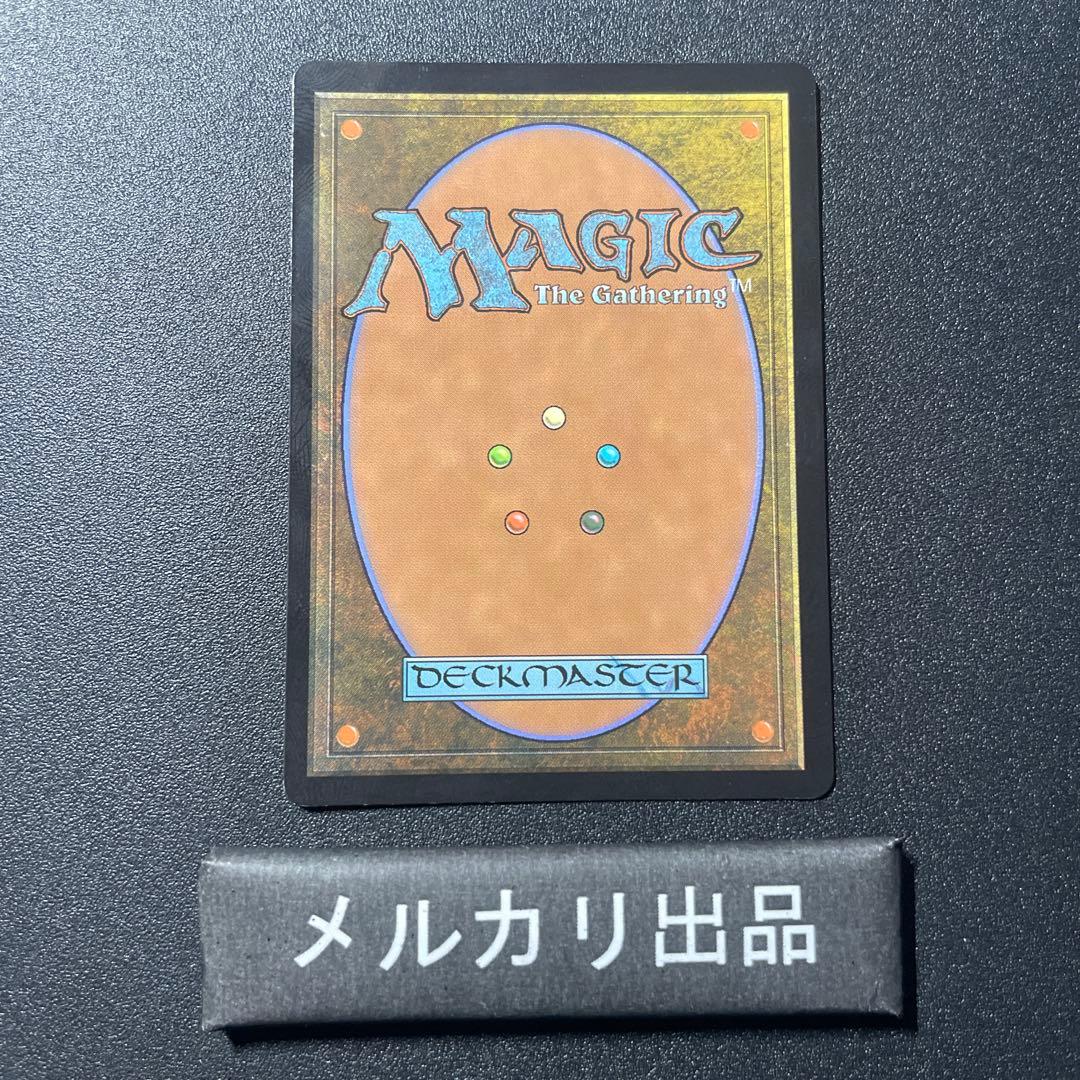 MAGIC
The Gathering™
DECKMASTER
メルカリ出品